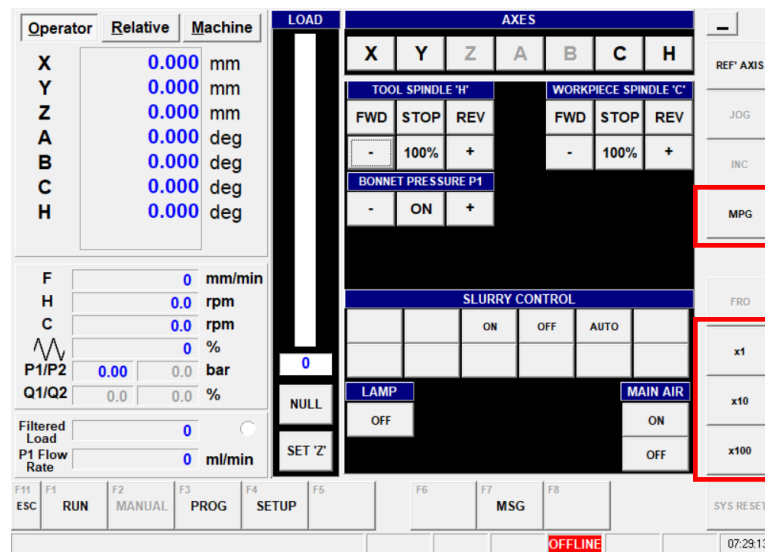 Operator Relative Machine
X 0.000 mm
Y 0.000 mm
Z 0.000 mm
A 0.000 deg
B 0.000 deg
C 0.000 deg
H 0.000 deg
F 0 mm/min
H 0.0 rpm
C 0.0 rpm
0 %
P1/P2 0.00 0.0 bar
Q1/Q2 0.0 0.0 %
Filtered
Load 0
P1 Flow
Rate 0 ml/min
LOAD
0
NULL
SET 'Z'
AXES
X Y Z A B C H
TOOL SPINDLE 'H'
FWD STOP REV
- 100% +
WORKPIECE SPINDLE 'C'
FWD STOP REV
- 100% +
BONNET PRESSURE P1
- ON +
SLURRY CONTROL
ON OFF AUTO
LAMP
OFF
MAIN AIR
ON
OFF
REF' AXIS
JOG
INC
MPG
FRO
x1
x10
x100
SYS RESET
F11 ESC F1 RUN F2 MANUAL F3 PROG F4 SETUP F5 F6 F7 MSG F8
OFFLINE 07:29:13